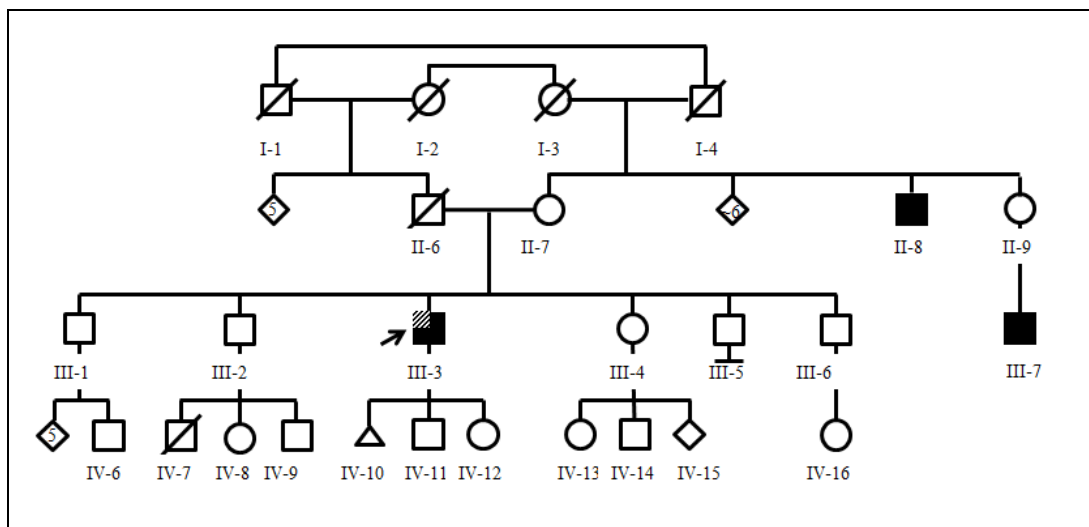 I-1 I-2 I-3 I-4
5 ~6
II-6 II-7 II-8 II-9
III-1 III-2 III-3 III-4 III-5 III-6 III-7
5
IV-6 IV-7 IV-8 IV-9 IV-10 IV-11 IV-12 IV-13 IV-14 IV-15 IV-16